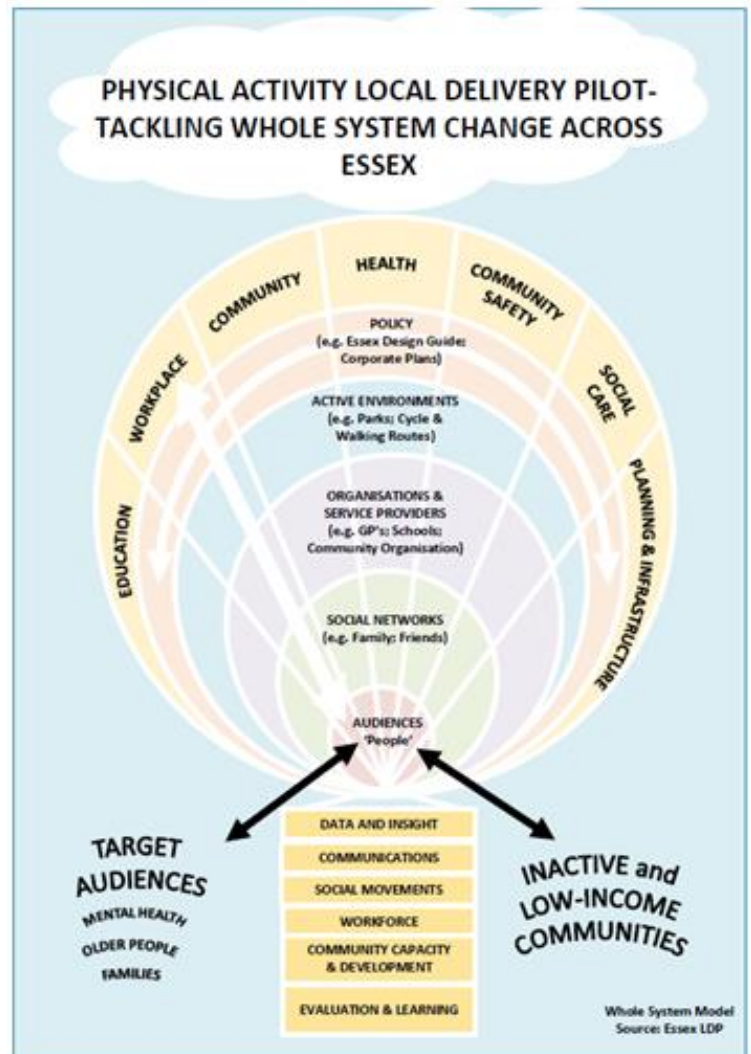 PHYSICAL ACTIVITY LOCAL DELIVERY PILOT-
TACKLING WHOLE SYSTEM CHANGE ACROSS
ESSEX
EDUCATION
WORKPLACE
COMMUNITY
HEALTH
COMMUNITY
SAFETY
SOCIAL
CARE
PLANNING & INFRASTRUCTURE
POLICY
(e.g. Essex Design Guide;
Corporate Plans)
ACTIVE ENVIRONMENTS
(e.g. Parks; Cycle &
Walking Routes)
ORGANISATIONS &
SERVICE PROVIDERS
(e.g. GP's; Schools;
Community Organisation)
SOCIAL NETWORKS
(e.g. Family; Friends)
AUDIENCES
'People'
TARGET
AUDIENCES
MENTAL HEALTH
OLDER PEOPLE
FAMILIES
DATA AND INSIGHT
COMMUNICATIONS
SOCIAL MOVEMENTS
WORKFORCE
COMMUNITY CAPACITY
& DEVELOPMENT
EVALUATION & LEARNING
INACTIVE and
LOW-INCOME
COMMUNITIES
Whole System Model
Source: Essex LDP